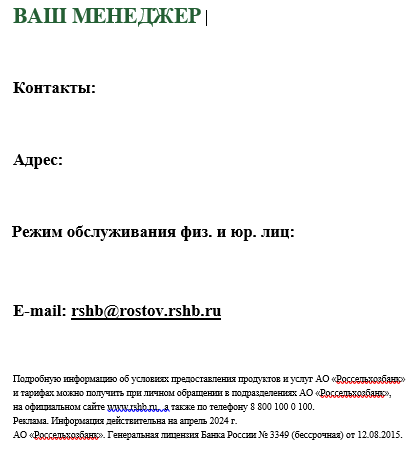 ВАШ МЕНЕДЖЕР
Контакты:
Адрес:
Режим обслуживания физ. и юр. лиц:
E-mail: rshb@rostov.rshb.ru
Подробную информацию об условиях предоставления продуктов и услуг АО «Россельхозбанк»
и тарифах можно получить при личном обращении в подразделениях АО «Россельхозбанк»,
на официальном сайте www.rshb.ru, а также по телефону 8 800 100 0 100.
Реклама. Информация действительна на апрель 2024 г.
АО «Россельхозбанк». Генеральная лицензия Банка России № 3349 (бессрочная) от 12.08.2015.